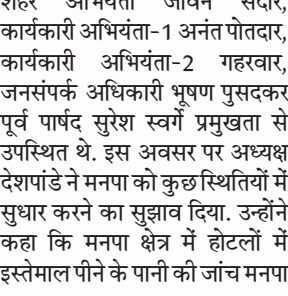 शहर अभियंता जीवन सदार,
कार्यकारी अभियंता-1 अनंत पोतदार,
कार्यकारी अभियंता-2 गहरवार,
जनसंपर्क अधिकारी भूषण पुसदकर
पूर्व पार्षद सुरेश स्वर्गे प्रमुखता से
उपस्थित थे. इस अवसर पर अध्यक्ष
देशपांडे ने मनपा को कुछ स्थितियों में
सुधार करने का सुझाव दिया. उन्होंने
कहा कि मनपा क्षेत्र में होटलों में
इस्तेमाल पीने के पानी की जांच मनपा